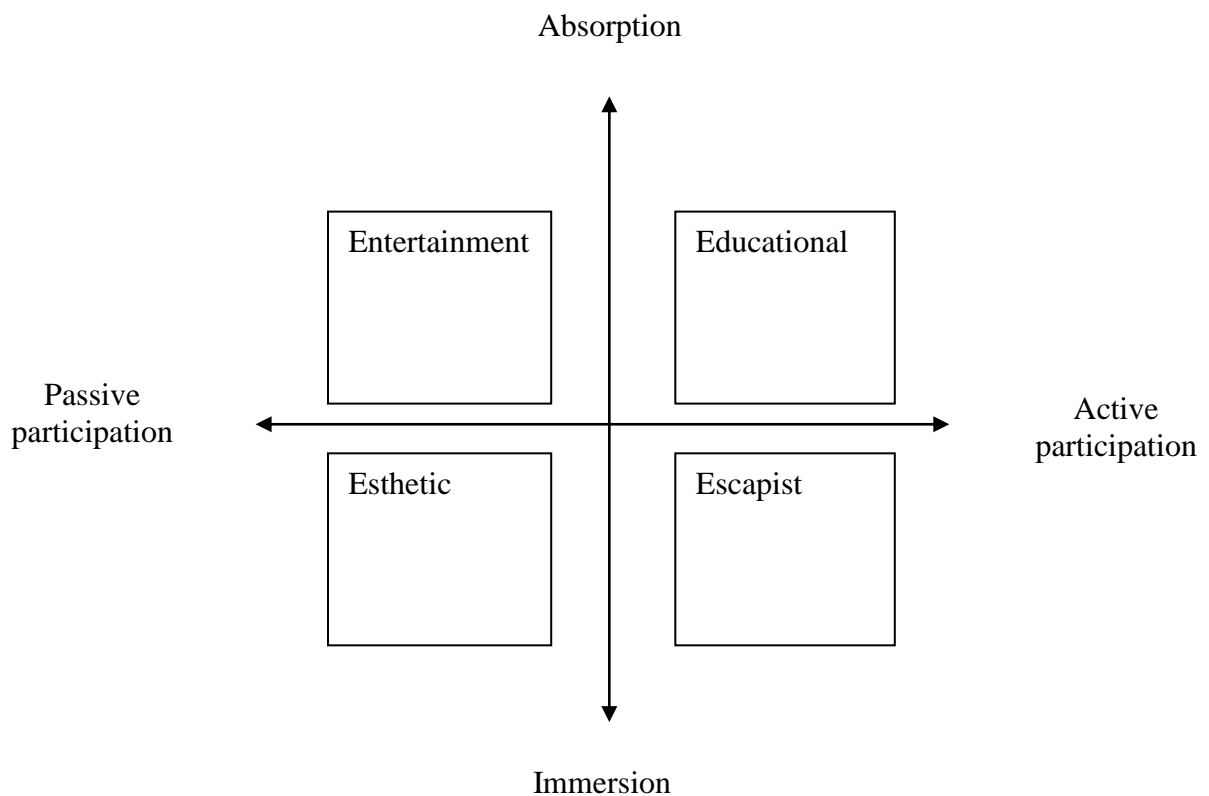 Absorption
Entertainment
Educational
Passive
participation
Active
participation
Esthetic
Escapist
Immersion